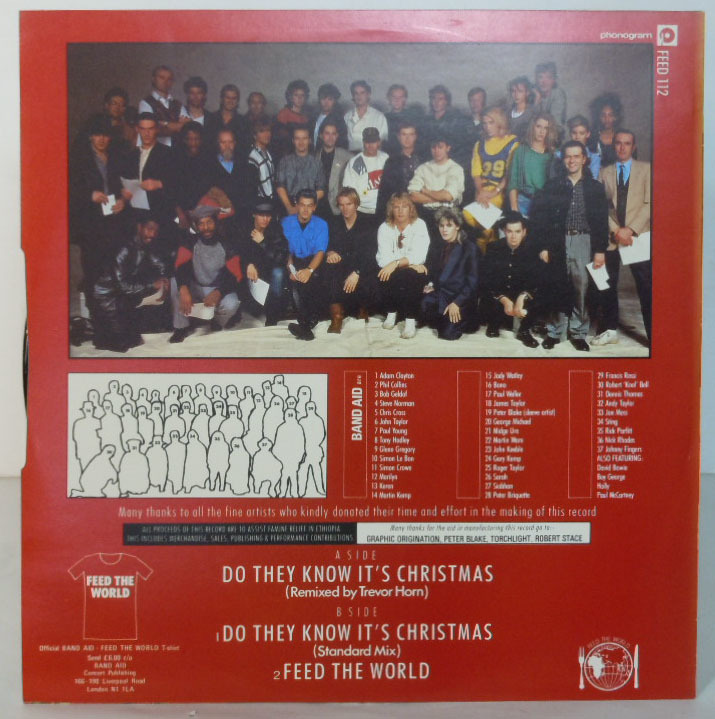 phonogram
FEED 112
BAND AID
1 Adam Clayton
2 Phil Collins
3 Bob Geldof
4 Steve Norman
5 Chris Cross
6 John Taylor
7 Paul Young
8 Tony Hadley
9 Glenn Gregory
10 Simon Le Bon
11 Simon Crowe
12 Marilyn
13 Keren
14 Martin Kemp
15 Jody Watley
16 Bono
17 Paul Weller
18 James Taylor
19 Peter Blake (sleeve artist)
20 George Michael
21 Midge Ure
22 Martin Ware
23 John Keeble
24 Gary Kemp
25 Roger Taylor
26 Sarah
27 Siobhan
28 Peter Briquette
29 Francis Rossi
30 Robert 'Kool' Bell
31 Dennis Thomas
32 Andy Taylor
33 Jon Moss
34 Sting
35 Rick Parfitt
36 Nick Rhodes
37 Johnny Fingers
ALSO FEATURING:
David Bowie
Boy George
Holly
Paul McCartney
Many thanks to all the fine artists who kindly donated their time and effort in the making of this record
ALL PROCEEDS OF THIS RECORD ARE TO ASSIST FAMINE RELIEF IN ETHIOPIA
THIS INCLUDES MERCHANDISE, SALES, PUBLISHING & PERFORMANCE CONTRIBUTIONS
Many thanks for the aid in manufacturing this record go to:-
GRAPHIC ORIGINATION, PETER BLAKE, TORCHLIGHT, ROBERT STACE
A SIDE
DO THEY KNOW IT'S CHRISTMAS
(Remixed by Trevor Horn)
B SIDE
1 DO THEY KNOW IT'S CHRISTMAS
(Standard Mix)
2 FEED THE WORLD
FEED THE
WORLD
Official BAND AID - FEED THE WORLD T-shirt
Send £6.00 c/o
BAND AID
Consort Publishing
London N1 1LA
FEED THE WORLD